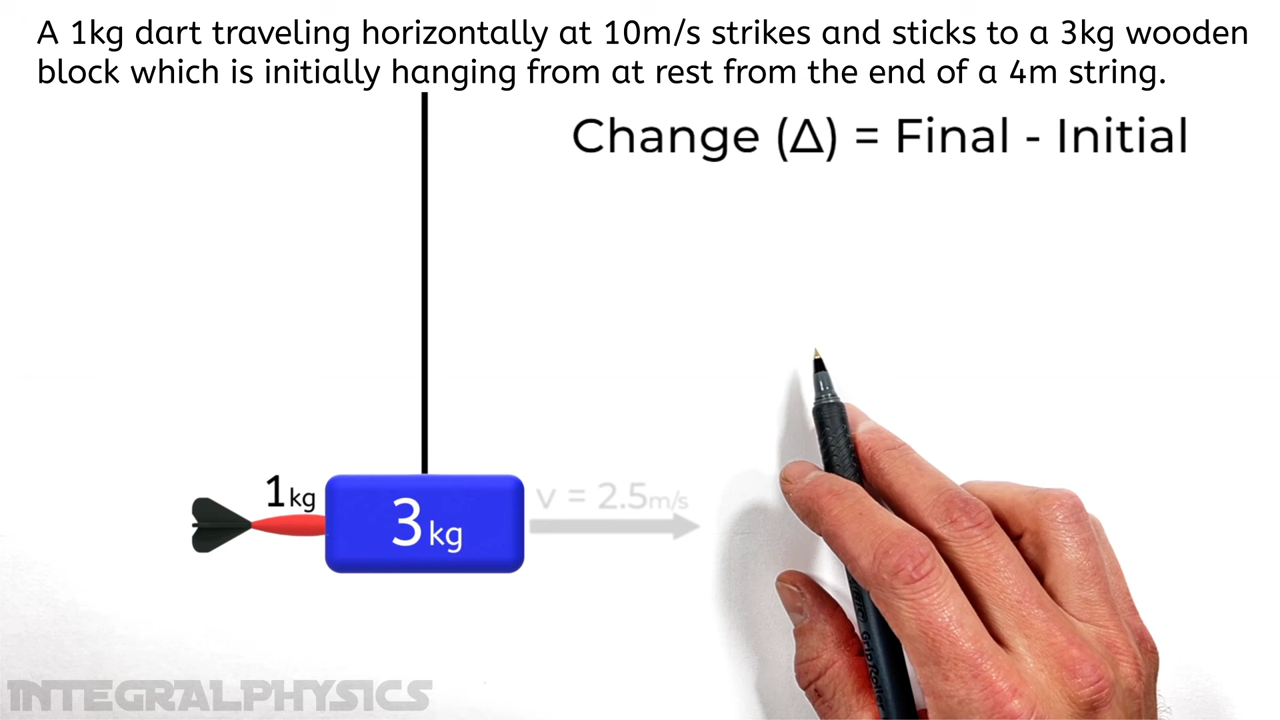 A 1kg dart traveling horizontally at 10m/s strikes and sticks to a 3kg wooden
block which is initially hanging from at rest from the end of a 4m string.
Change (Δ) = Final - Initial
1kg
3kg
v = 2.5m/s
INTEGRALPHYSICS